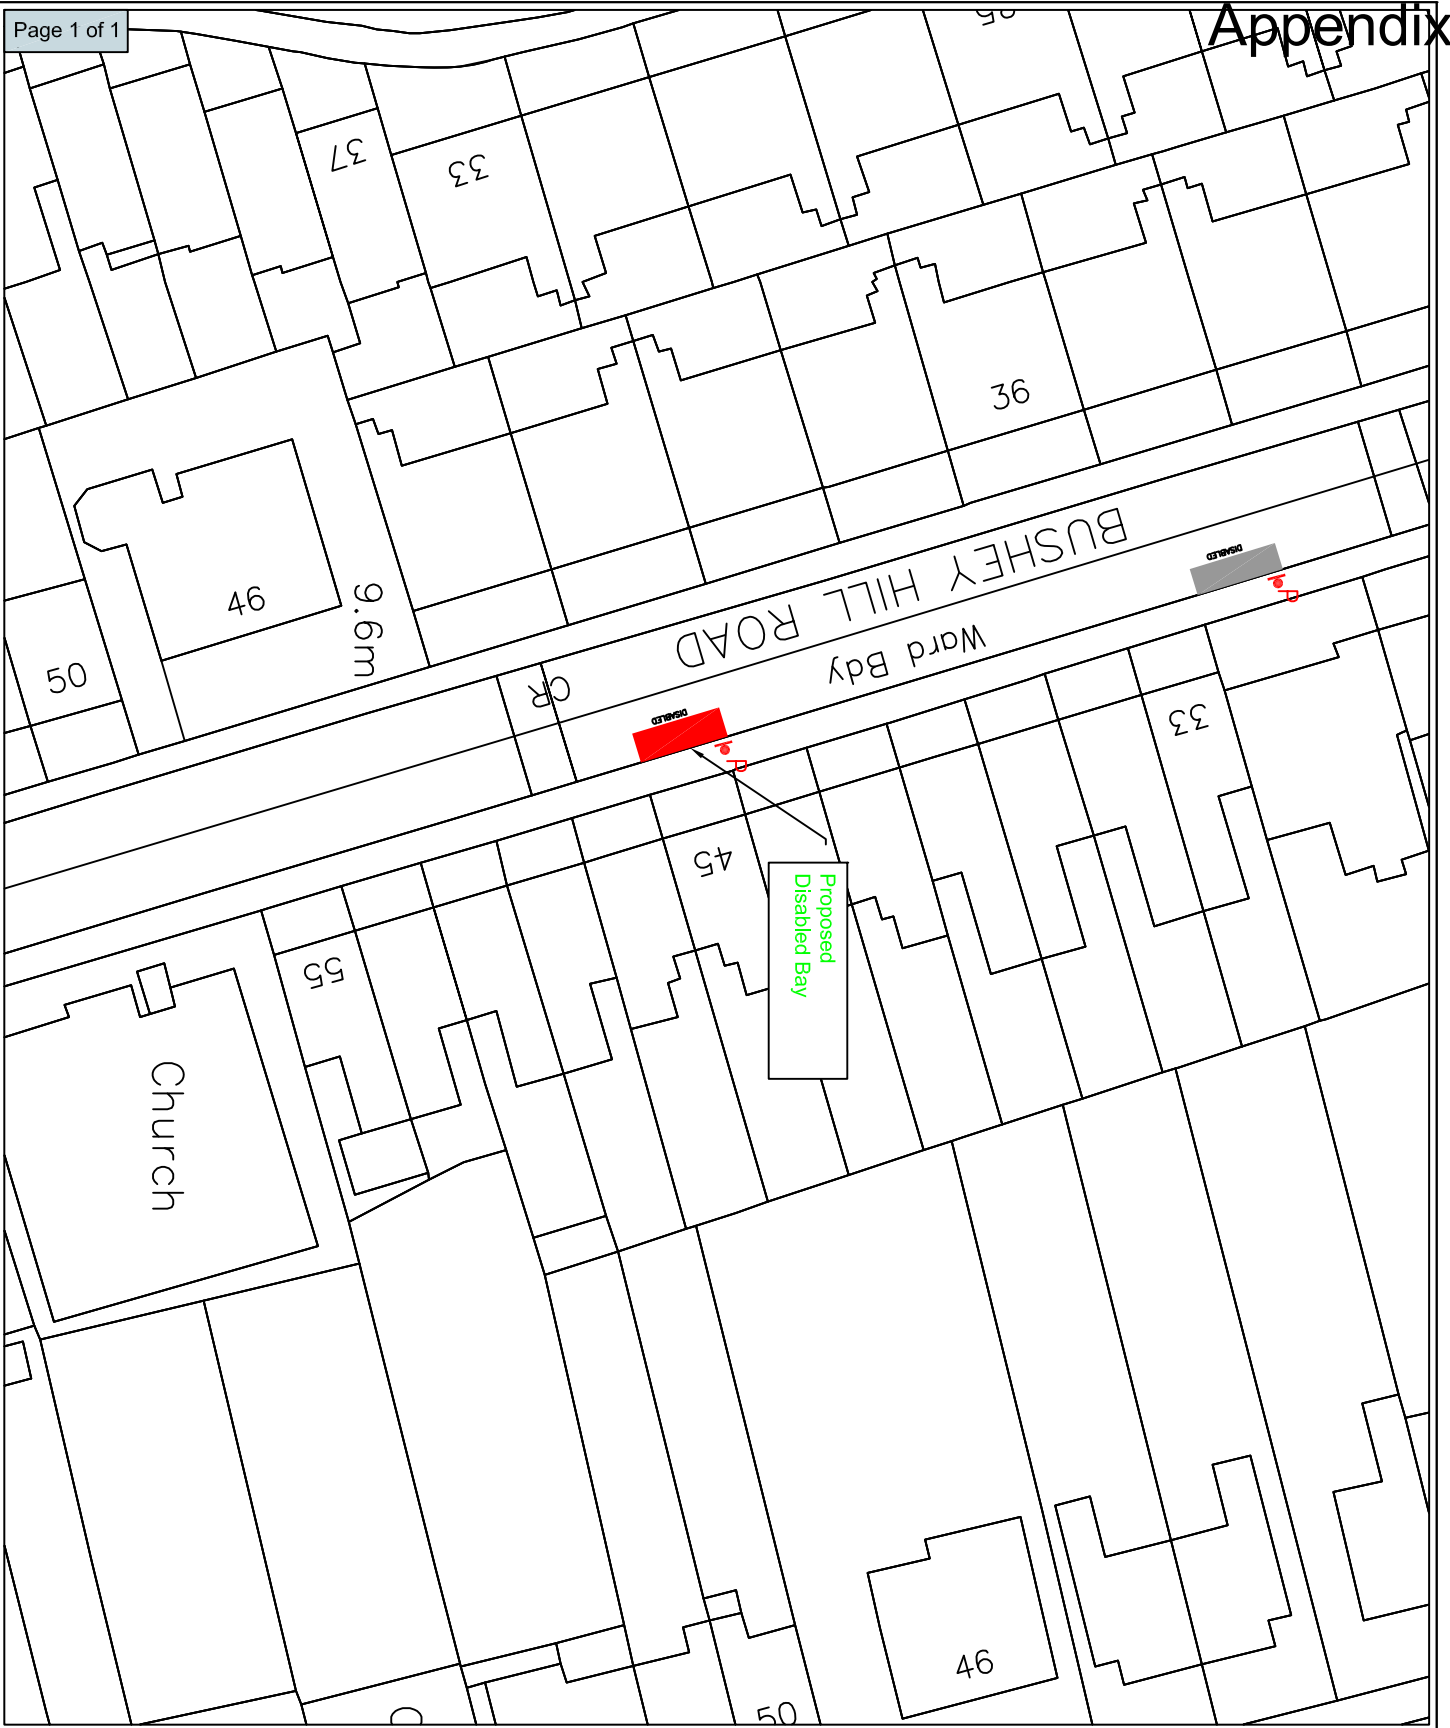 Page 1 of 1
Appendix
37
33
36
46
9.6m
50
BUSHEY HILL ROAD
Ward Bdy
CR
DISABLED
P
DISABLED
P
33
45
Proposed
Disabled Bay
55
Church
46
50